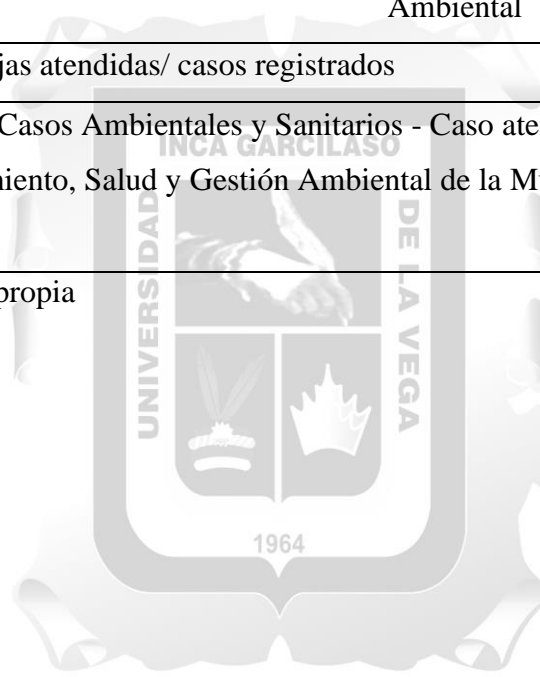 Ambiental
jas atendidas/ casos registrados
Casos Ambientales y Sanitarios - Caso ate
INCA GARCILASO
niento, Salud y Gestión Ambiental de la M
UNIVERSIDAD
DE LA VEGA
propia
1964